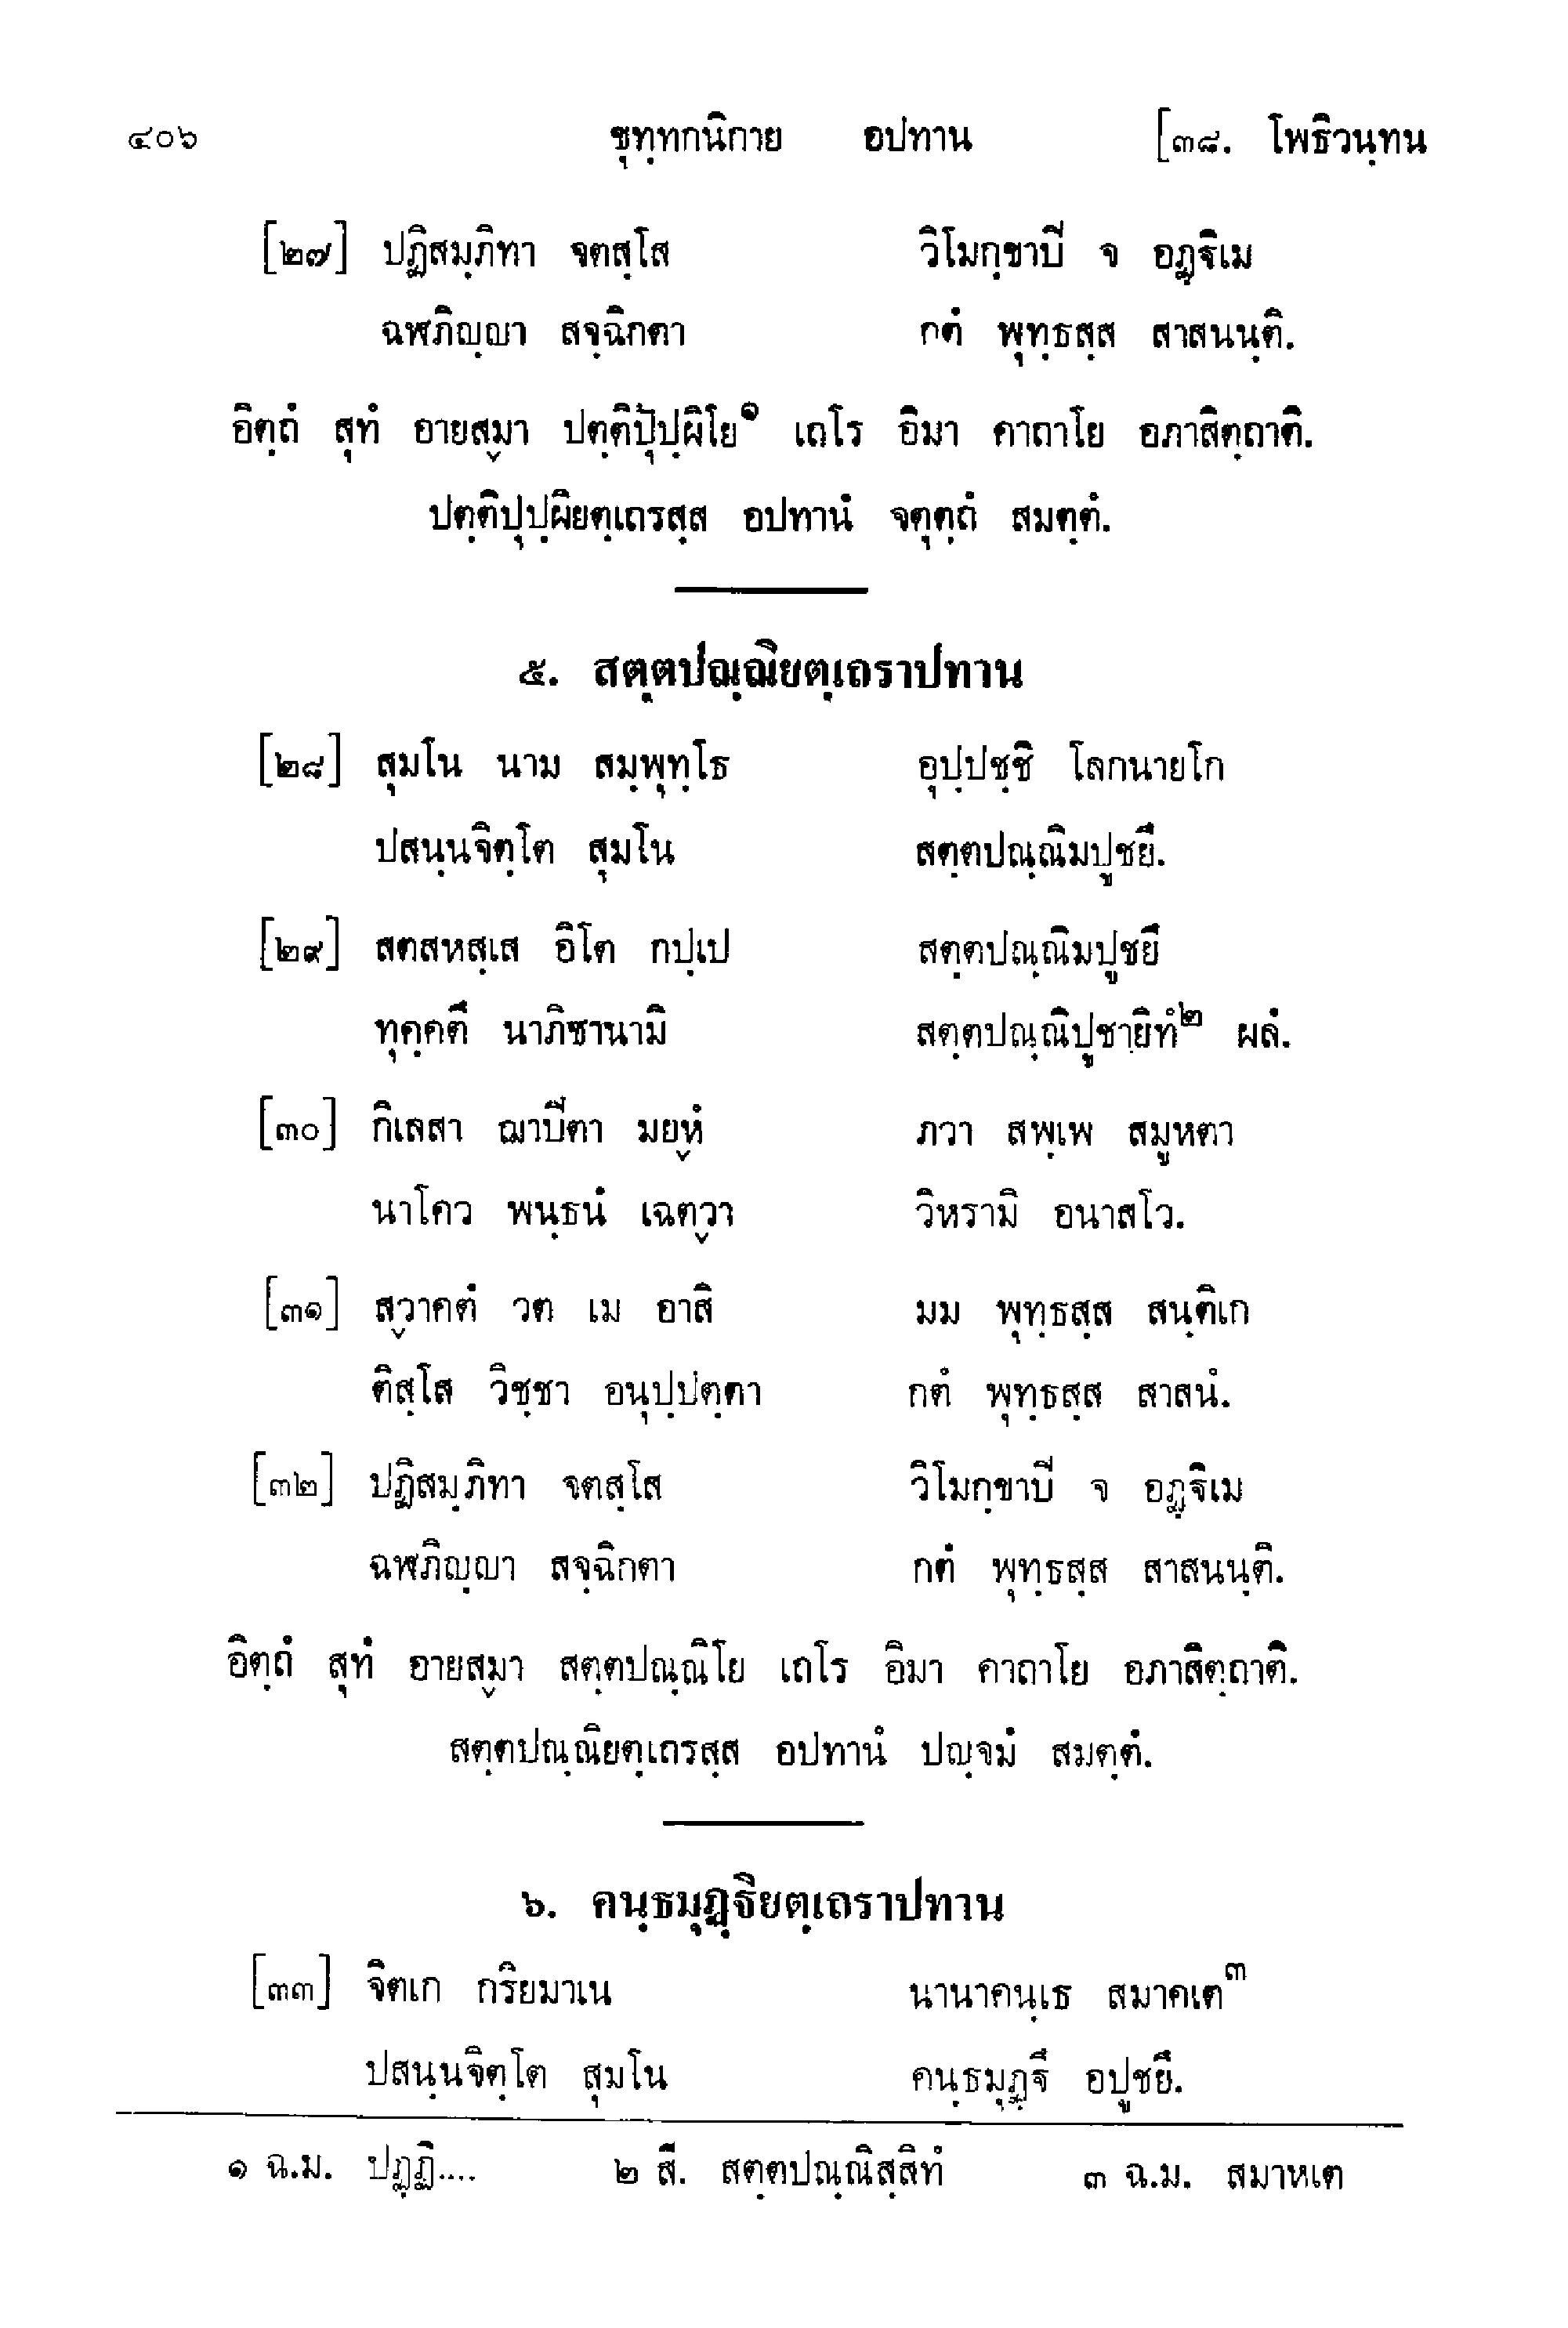 ๔๐๖ ขุทฺทกนิกาย อปทาน [๓๘. โพธิวนฺทน
[๒๗] ปฏิสมฺภิทา จตสฺโส วิโมกฺขาปี จ อฏฺฐิเม
ฉฬภิญฺญา สจฺฉิกตา กตํ พุทฺธสฺส สาสนนฺติ.
อิตฺถํ สุทํ อายสฺมา ปตฺติปุปฺผิโย๑ เถโร อิมา คาถาโย อภาสิตฺถาติ.
ปตฺติปุปฺผิยตฺเถรสฺส อปทานํ จตุตฺถํ สมตฺตํ.
๕. สตฺตปณฺณิยตฺเถราปทาน
[๒๘] สุมโน นาม สมฺพุทฺโธ อุปฺปชฺชิ โลกนายโก
ปสนฺนจิตฺโต สุมโน สตฺตปณฺณิมปูชยึ.
[๒๙] สตสหสฺเส อิโต กปฺเป สตฺตปณฺณิมปูชยึ
ทุคฺคตึ นาภิชานามิ สตฺตปณฺณิปูชายิทํ๒ ผลํ.
[๓๐] กิเลสา ฌาปิตา มยฺหํ ภวา สพฺเพ สมูหตา
นาโคว พนฺธนํ เฉตฺวา วิหรามิ อนาสโว.
[๓๑] สฺวาคตํ วต เม อาสิ มม พุทฺธสฺส สนฺติเก
ติสฺโส วิชฺชา อนุปฺปตฺตา กตํ พุทฺธสฺส สาสนํ.
[๓๒] ปฏิสมฺภิทา จตสฺโส วิโมกฺขาปี จ อฏฺฐิเม
ฉฬภิญฺญา สจฺฉิกตา กตํ พุทฺธสฺส สาสนนฺติ.
อิตฺถํ สุทํ อายสฺมา สตฺตปณฺณิโย เถโร อิมา คาถาโย อภาสิตฺถาติ.
สตฺตปณฺณิยตฺเถรสฺส อปทานํ ปญฺจมํ สมตฺตํ.
๖. คนฺธมุฏฺฐิยตฺเถราปทาน
[๓๓] จิตเก กริยมาเน นานาคนฺเธ สมาคเต๓
ปสนฺนจิตฺโต สุมโน คนฺธมุฏฺฐึ อปูชยึ.
๑ ฉ.ม. ปฏฺฏิ.... ๒ สี. สตฺตปณฺณิสฺสิทํ ๓ ฉ.ม. สมาหเต